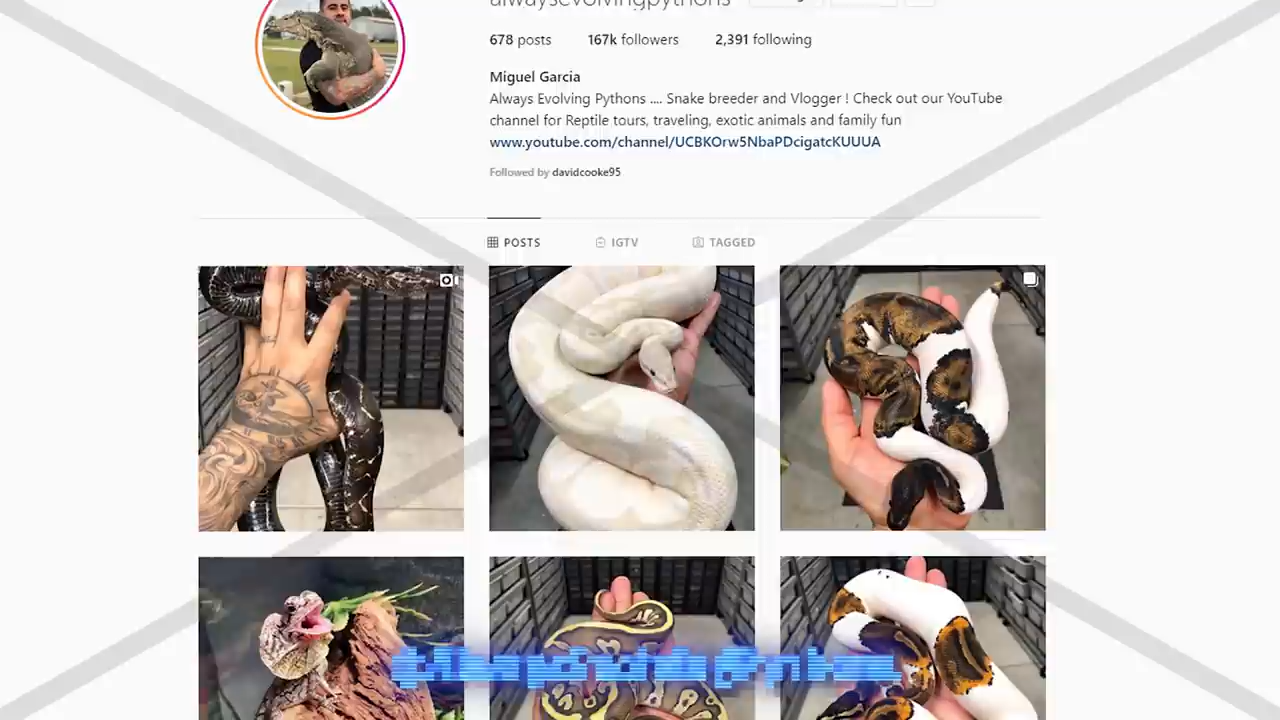 alwaysevolvingpythons
678 posts 167k followers 2,391 following
Miguel Garcia
Always Evolving Pythons .... Snake breeder and Vlogger ! Check out our YouTube
channel for Reptile tours, traveling, exotic animals and family fun
www.youtube.com/channel/UCBKOrw5NbaPDcigatcKUUUA
Followed by davidcooke95
POSTS IGTV TAGGED